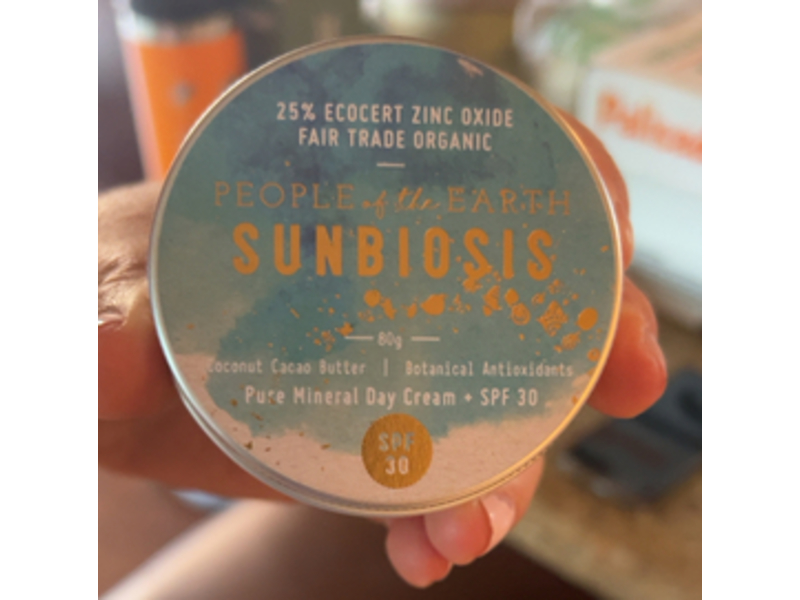 25% ECOCERT ZINC OXIDE
FAIR TRADE ORGANIC
PEOPLE of the EARTH
SUNBIOSIS
80g
Coconut Cacao Butter | Botanical Antioxidants
Pure Mineral Day Cream + SPF 30
SPF
30